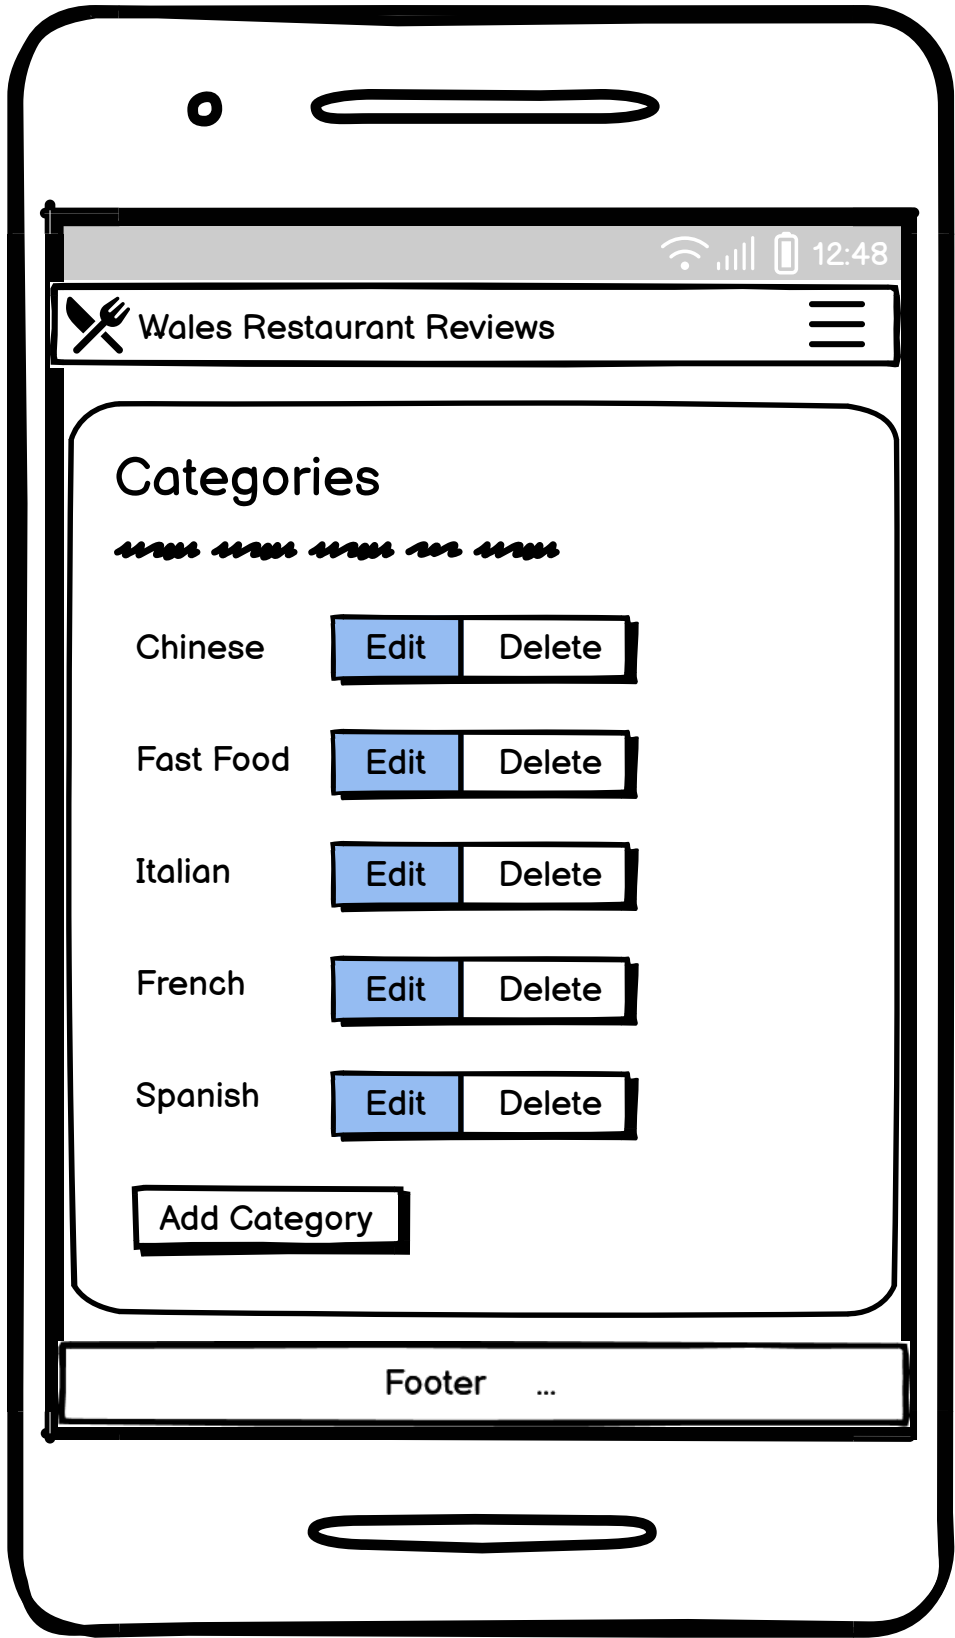 12:48
Wales Restaurant Reviews
Categories
Chinese Edit Delete
Fast Food Edit Delete
Italian Edit Delete
French Edit Delete
Spanish Edit Delete
Add Category
Footer ...